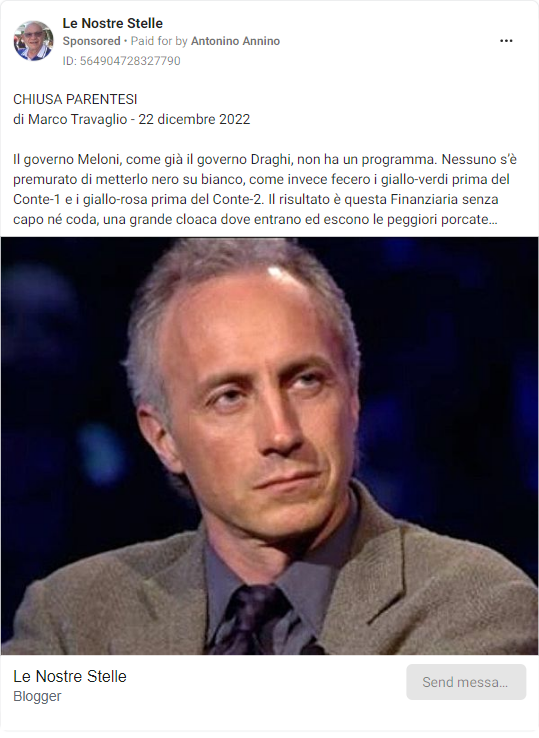 Le Nostre Stelle
Sponsored • Paid for by Antonino Annino
ID: 564904728327790
CHIUSA PARENTESI
di Marco Travaglio - 22 dicembre 2022
Il governo Meloni, come già il governo Draghi, non ha un programma. Nessuno s'è
premurato di metterlo nero su bianco, come invece fecero i giallo-verdi prima del
Conte-1 e i giallo-rosa prima del Conte-2. Il risultato è questa Finanziaria senza
capo né coda, una grande cloaca dove entrano ed escono le peggiori porcate...
Le Nostre Stelle
Blogger
Send messa...